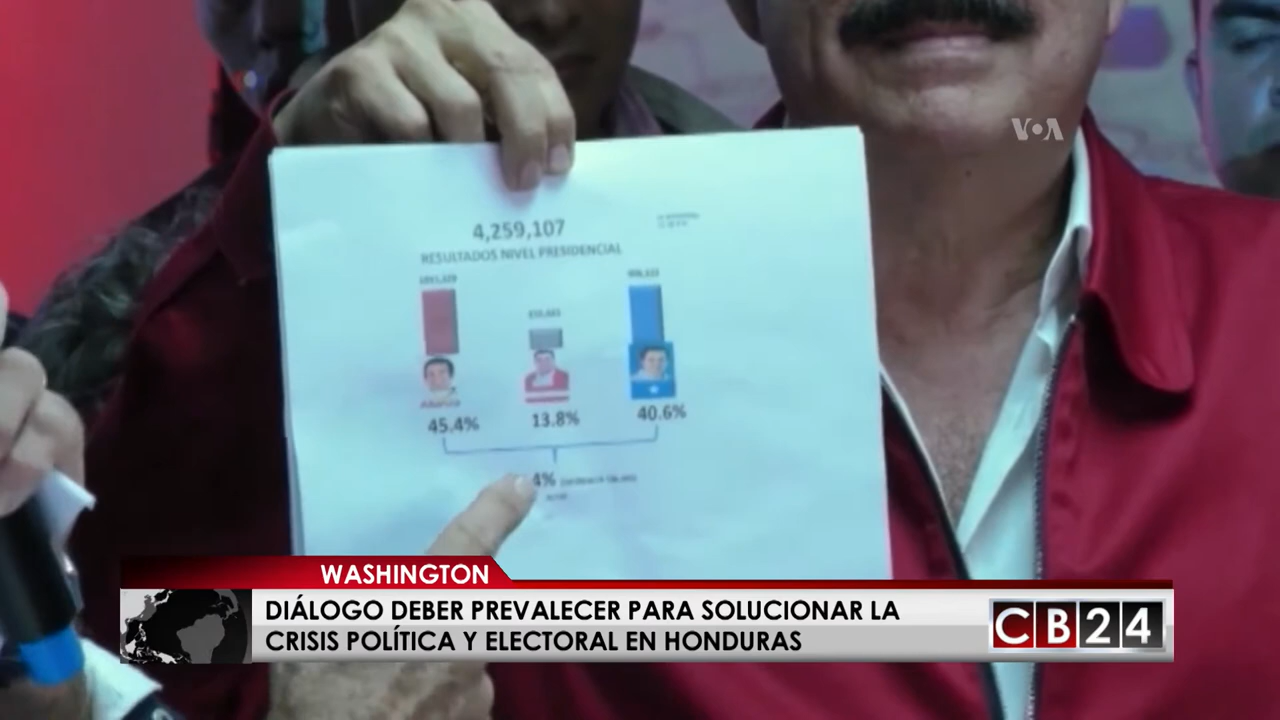 VOA
4,259,107
RESULTADOS NIVEL PRESIDENCIAL
45.4%
13.8%
40.6%
4%
WASHINGTON
DIÁLOGO DEBER PREVALECER PARA SOLUCIONAR LA
CRISIS POLÍTICA Y ELECTORAL EN HONDURAS
CB24